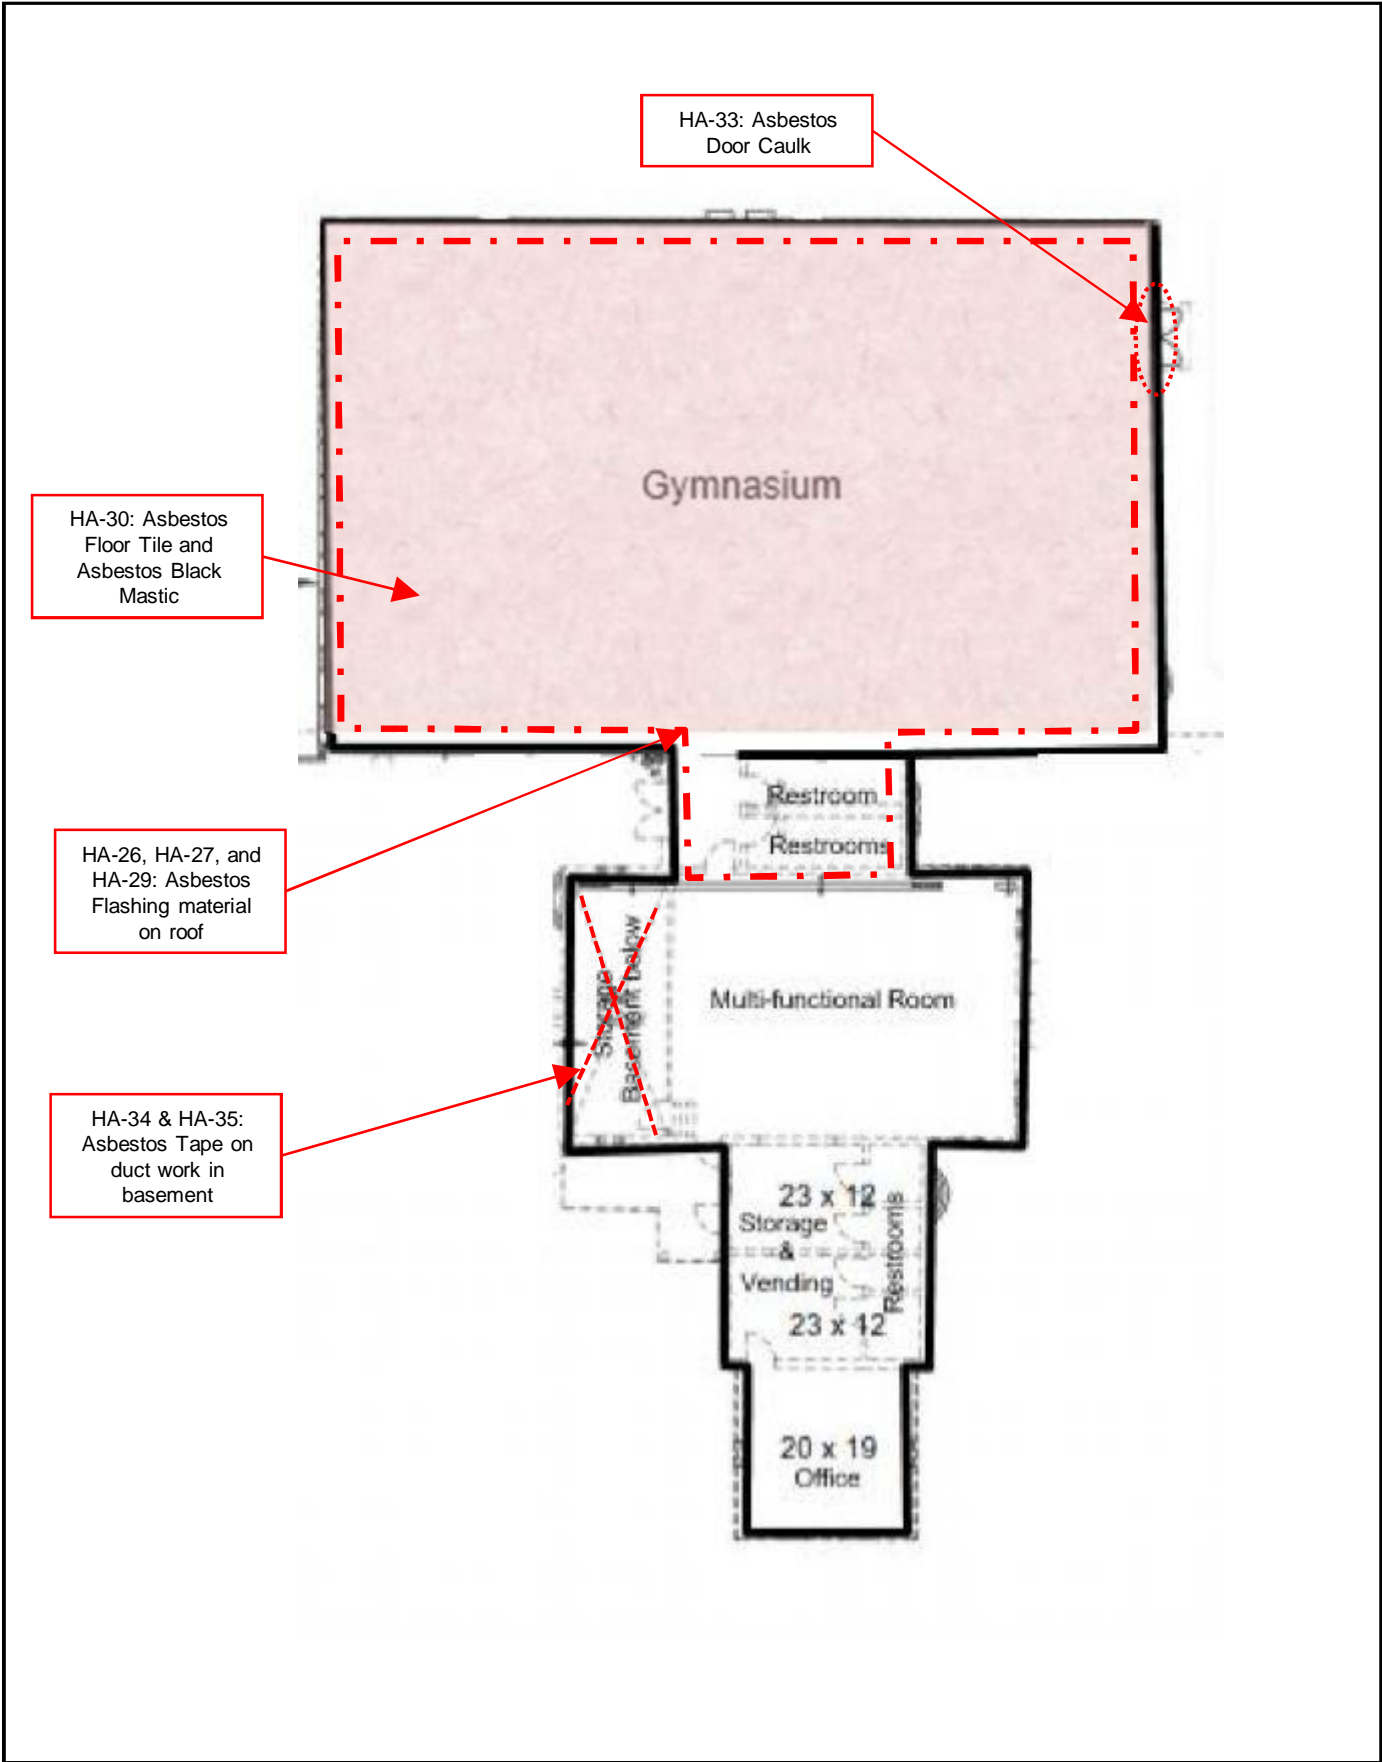 HA-33: Asbestos
Door Caulk
Gymnasium
HA-30: Asbestos
Floor Tile and
Asbestos Black
Mastic
Restroom
Restrooms
HA-26, HA-27, and
HA-29: Asbestos
Flashing material
on roof
Storage
Basement below
Multi-functional Room
HA-34 & HA-35:
Asbestos Tape on
duct work in
basement
23 x 12
Storage
&
Vending
Restrooms
23 x 12
20 x 19
Office